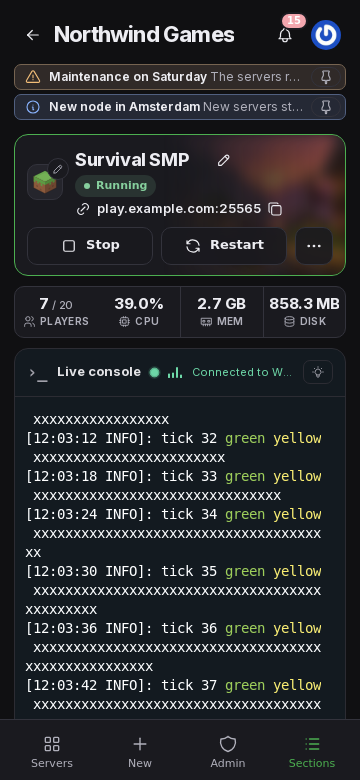 Northwind Games
15
Maintenance on Saturday The servers r...
New node in Amsterdam New servers st...
Survival SMP
Running
play.example.com:25565
Stop
Restart
7 / 20
PLAYERS
39.0%
CPU
2.7 GB
MEM
858.3 MB
DISK
Live console
Connected to W...
xxxxxxxxxxxxxxxxx
[12:03:12 INFO]: tick 32 green yellow
xxxxxxxxxxxxxxxxxxxxxxxx
[12:03:18 INFO]: tick 33 green yellow
xxxxxxxxxxxxxxxxxxxxxxxxxxxxxxx
[12:03:24 INFO]: tick 34 green yellow
xxxxxxxxxxxxxxxxxxxxxxxxxxxxxxxxxxxx
xx
[12:03:30 INFO]: tick 35 green yellow
xxxxxxxxxxxxxxxxxxxxxxxxxxxxxxxxxxxx
xxxxxxxxx
[12:03:36 INFO]: tick 36 green yellow
xxxxxxxxxxxxxxxxxxxxxxxxxxxxxxxxxxxx
xxxxxxxxxxxxxxxx
[12:03:42 INFO]: tick 37 green yellow
xxxxxxxxxxxxxxxxxxxxxxxxxxxxxxxxxxxx
Servers
New
Admin
Sections